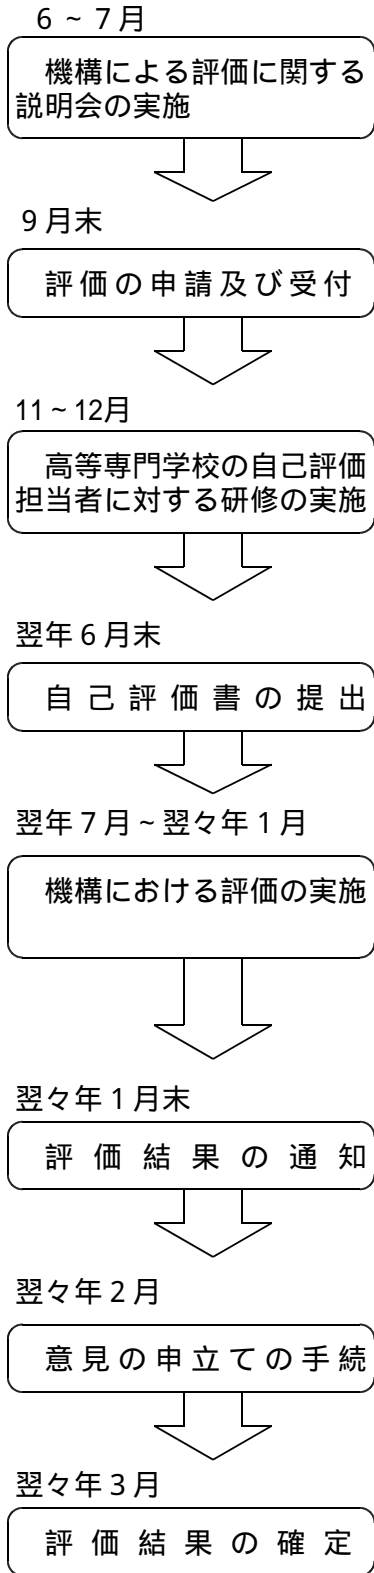 6 ~ 7月
機構による評価に関する
説明会の実施
9月末
評価の申請及び受付
11 ~ 12月
高等専門学校の自己評価
担当者に対する研修の実施
翌年6月末
自己評価書の提出
翌年7月 ~ 翌々年1月
機構における評価の実施
翌々年1月末
評価結果の通知
翌々年2月
意見の申立ての手続
翌々年3月
評価結果の確定